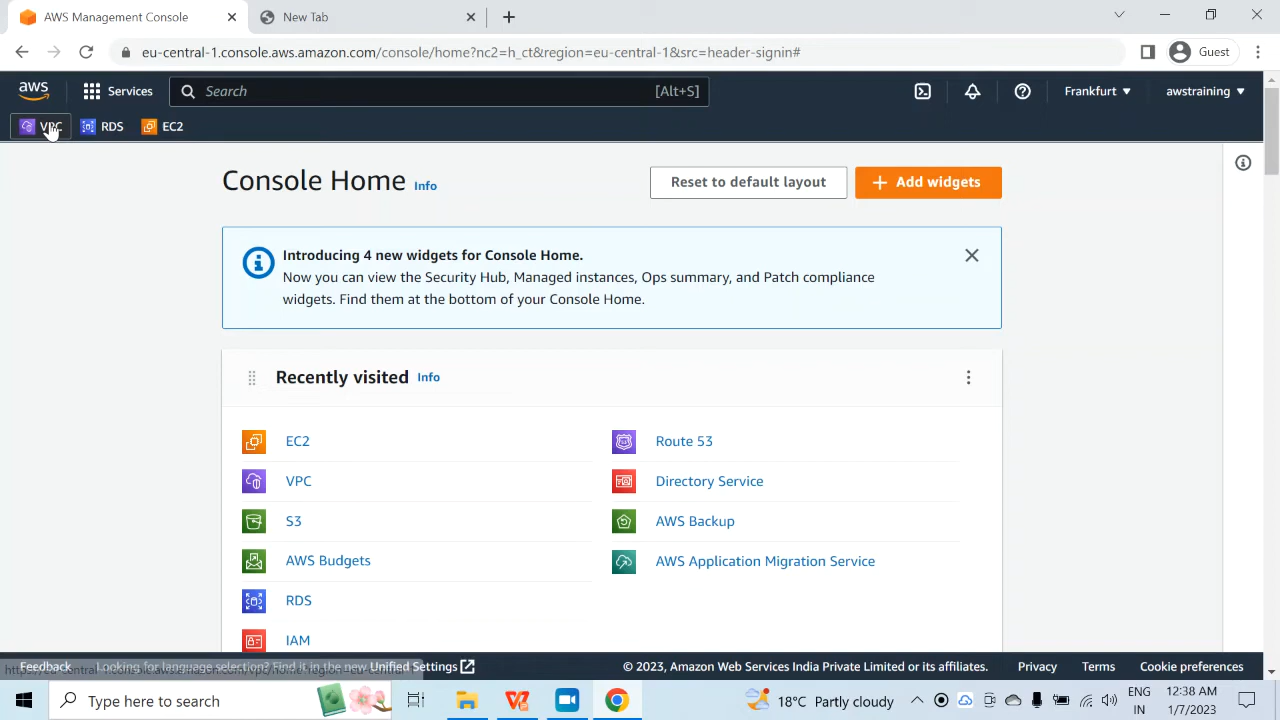 AWS Management Console
New Tab
eu-central-1.console.aws.amazon.com/console/home?nc2=h_ct&region=eu-central-1&src=header-signin#
Guest
aws
Services
Search
[Alt+S]
Frankfurt
awstraining
VPC
RDS
EC2
Console Home
Info
Reset to default layout
Add widgets
Introducing 4 new widgets for Console Home.
Now you can view the Security Hub, Managed instances, Ops summary, and Patch compliance
widgets. Find them at the bottom of your Console Home.
Recently visited
Info
EC2
VPC
S3
AWS Budgets
RDS
IAM
Route 53
Directory Service
AWS Backup
AWS Application Migration Service
Feedback
Looking for language selection? Find it in the new Unified Settings
© 2023, Amazon Web Services India Private Limited or its affiliates.
Privacy
Terms
Cookie preferences
Type here to search
18°C Partly cloudy
ENG
IN
12:38 AM
1/7/2023